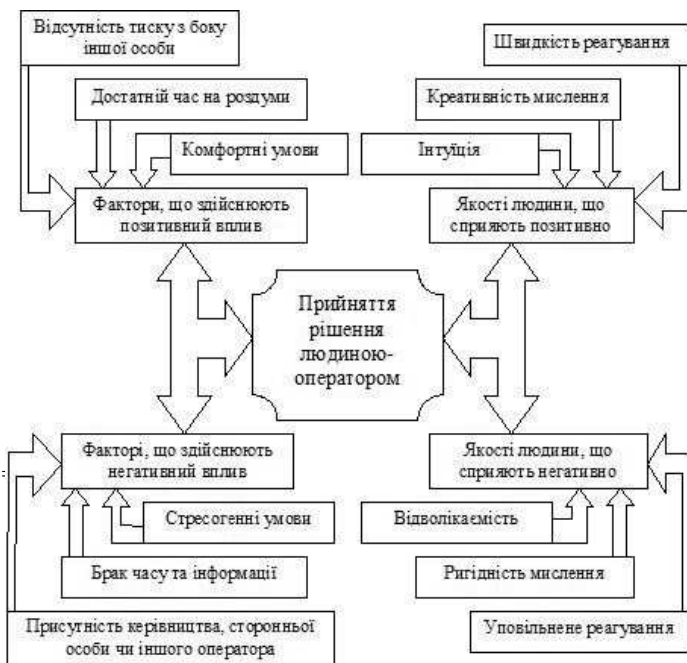 Відсутність тиску з боку
іншої особи
Швидкість реагування
Достатній час на роздуми
Креативність мислення
Комфортні умови
Інтуїція
Фактори, що здійснюють
позитивний вплив
Якості людини, що
сприяють позитивно
Прийняття
рішення
людиною-
оператором
Факторі, що здійснюють
негативний вплив
Якості людини, що
сприяють негативно
Стресогенні умови
Відволікаємість
Брак часу та інформації
Ригідність мислення
Присутність керівництва, сторонньої
особи чи іншого оператора
Уповільнене реагування